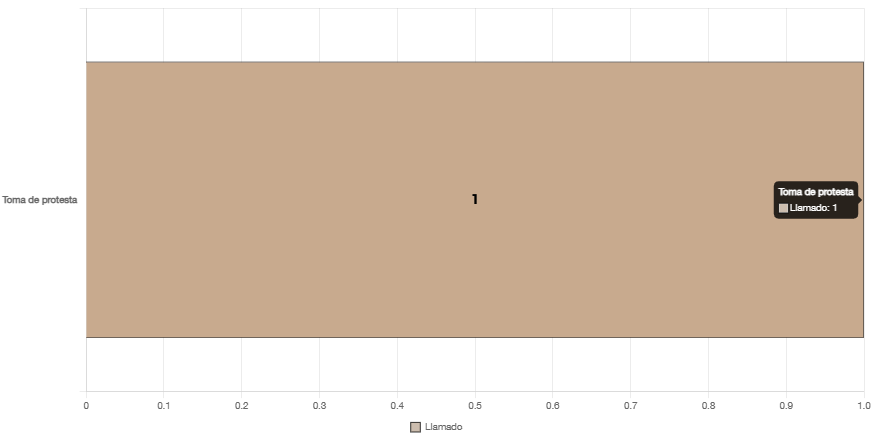 Toma de protesta
1
Toma de protesta
Llamado: 1
0 0.1 0.2 0.3 0.4 0.5 0.6 0.7 0.8 0.9 1.0
Llamado